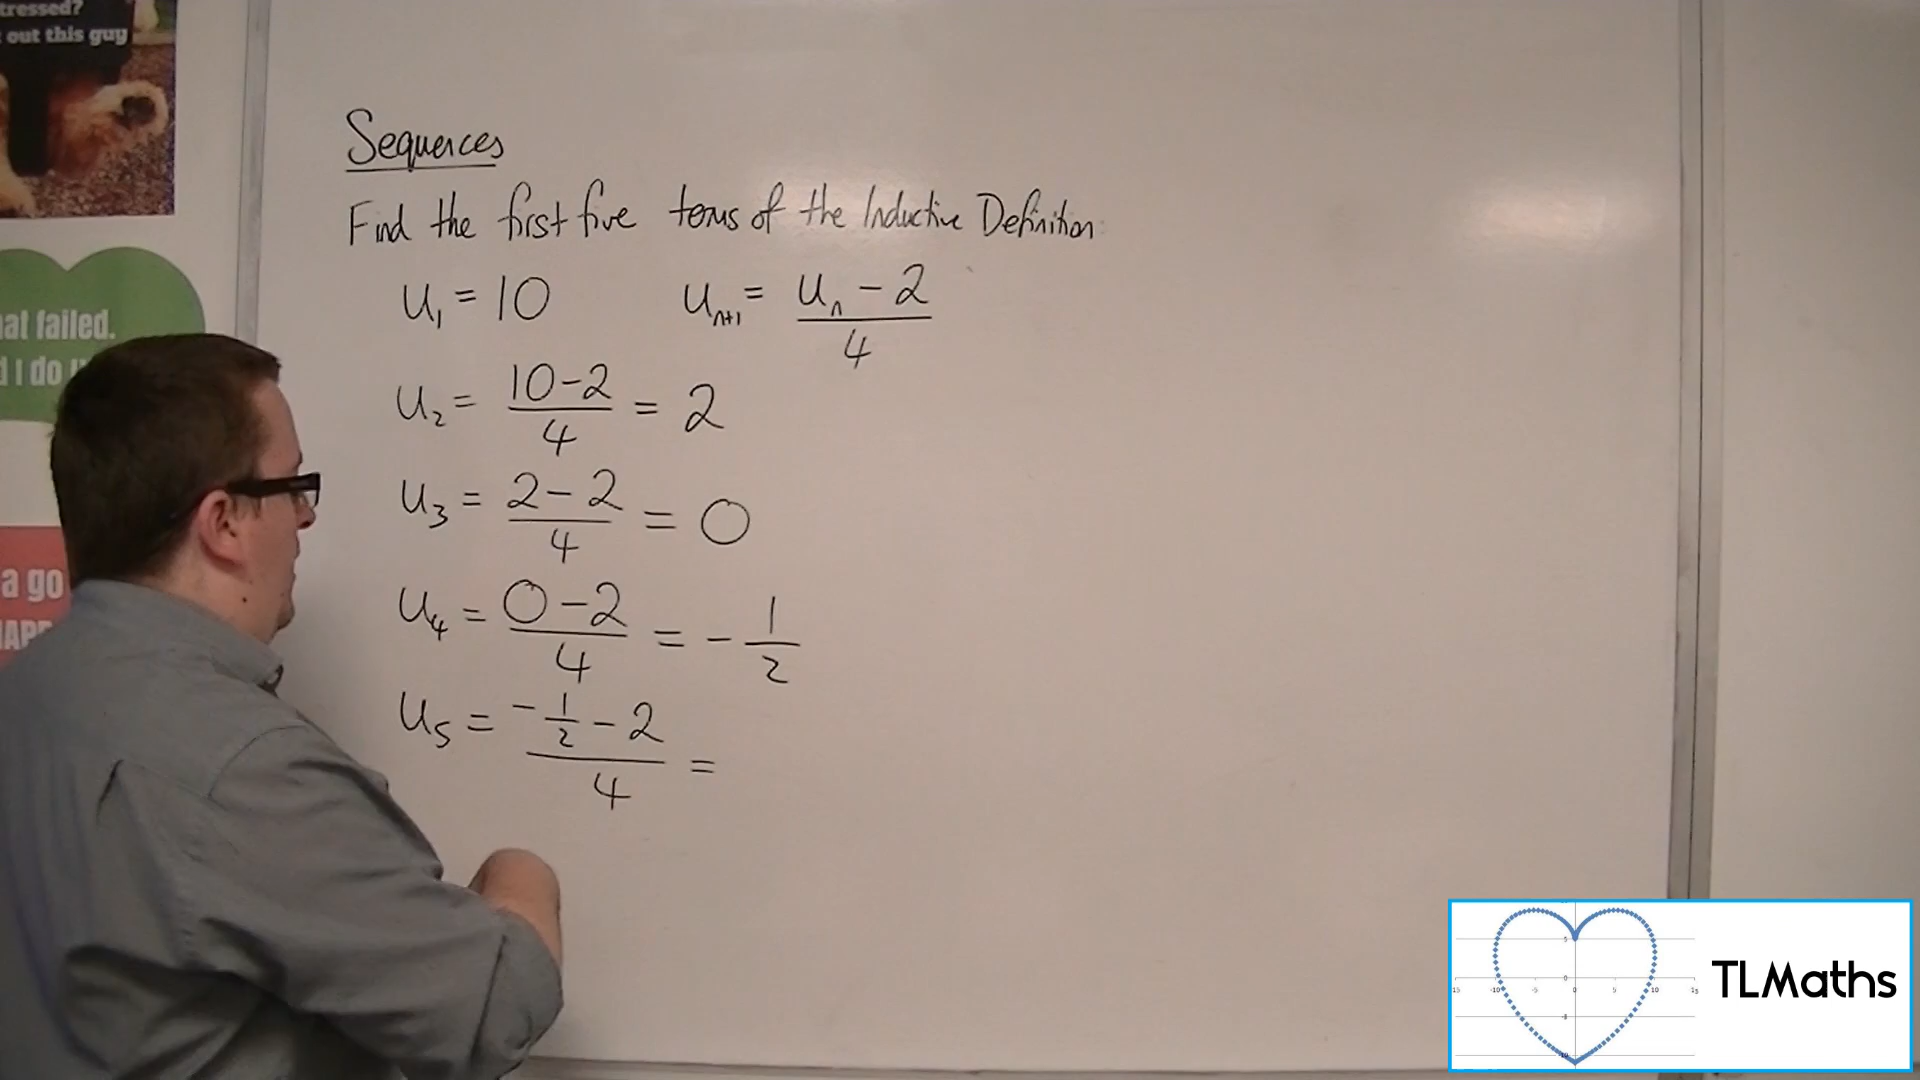 tressed?
out this guy
Sequences
Find the first five terms of the Inductive Definition:
u₁ = 10 uₙ₊₁ = (uₙ - 2)/4
u₂ = (10-2)/4 = 2
u₃ = (2-2)/4 = 0
u₄ = (0-2)/4 = -1/2
u₅ = (-1/2 - 2)/4 =
at failed.
I do
a go
TLMaths